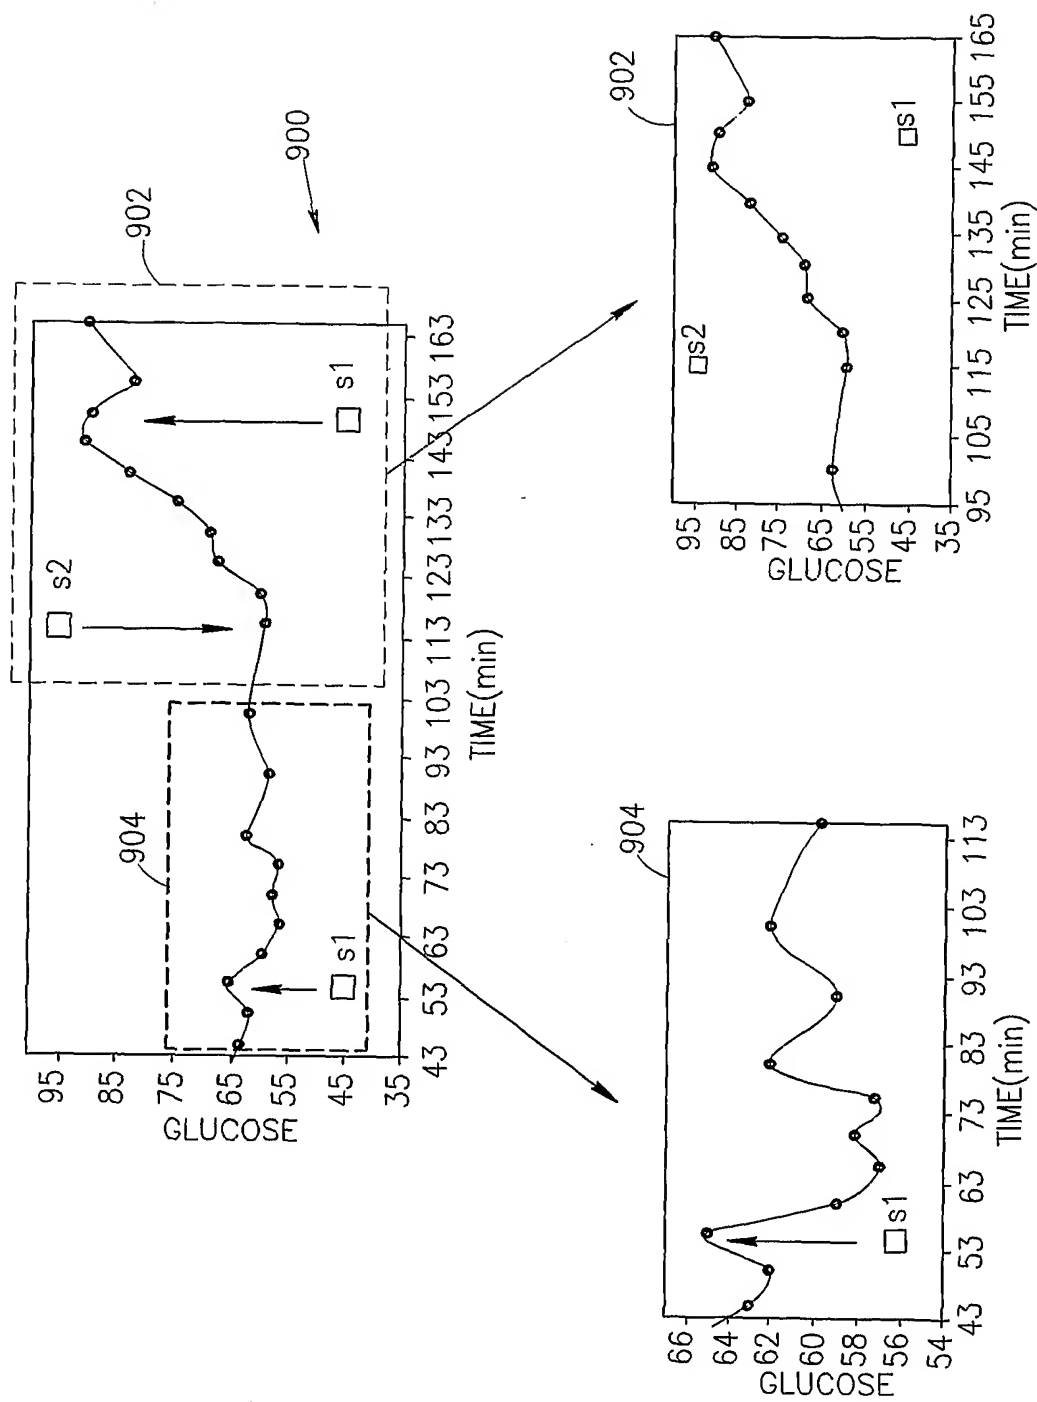 900
902
904
s2
s1
s1
95
85
75
65
55
45
35
GLUCOSE
43 53 63 73 83 93 103 113 123 133 143 153 163
TIME(min)
904
s1
66
64
62
60
58
56
54
GLUCOSE
43 53 63 73 83 93 103 113
TIME(min)
902
s2
s1
95
85
75
65
55
45
35
GLUCOSE
95 105 115 125 135 145 155 165
TIME(min)